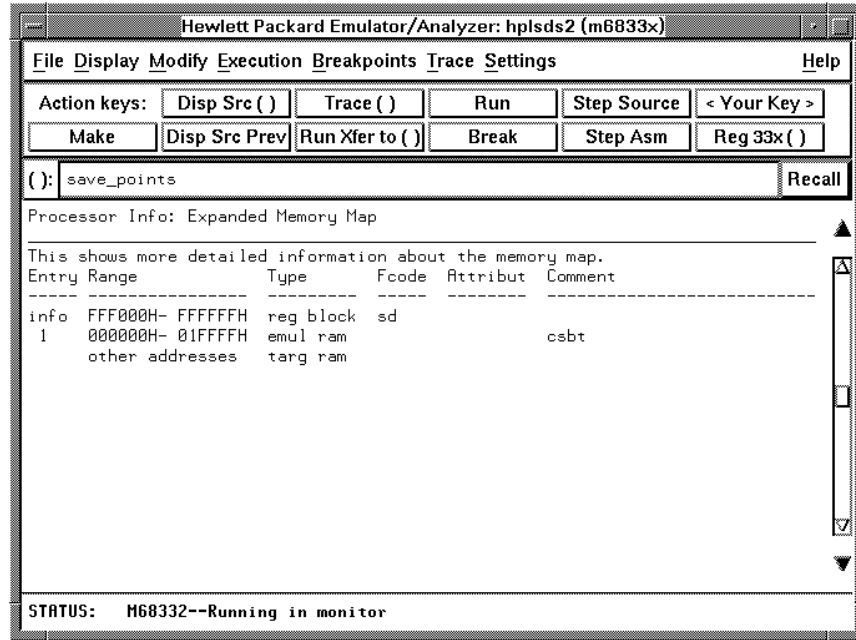 Hewlett Packard Emulator/Analyzer: hplsds2 (m6833x)
File Display Modify Execution Breakpoints Trace Settings Help
Action keys: Disp Src ( ) Trace ( ) Run Step Source < Your Key >
Make Disp Src Prev Run Xfer to ( ) Break Step Asm Reg 33x ( )
( ): save_points Recall
Processor Info: Expanded Memory Map
This shows more detailed information about the memory map.
Entry Range Type Fcode Attribut Comment
----- ----------------- --------- ----- -------- ---------------------------
info FFF000H- FFFFFFH reg block sd
1 000000H- 01FFFFH emul ram csbt
other addresses targ ram
STATUS: M68332--Running in monitor